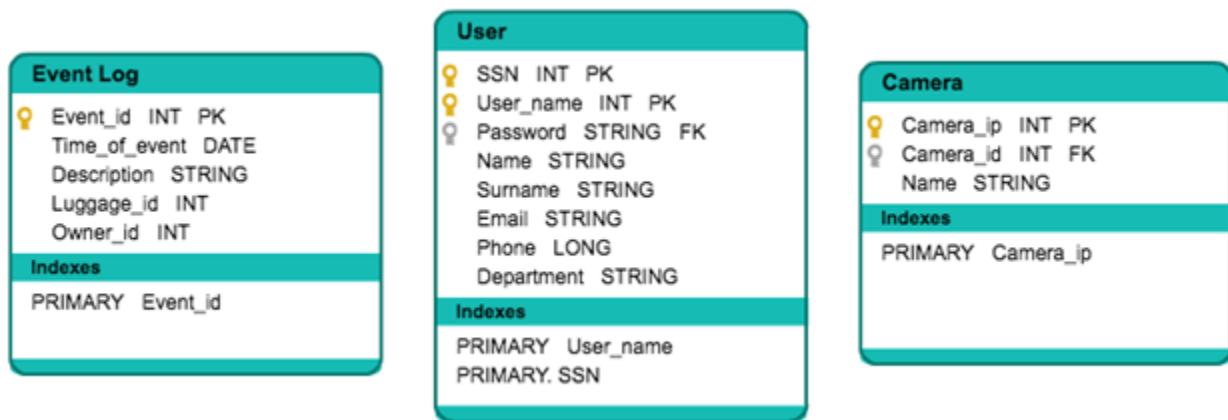 Event Log
Event_id INT PK
Time_of_event DATE
Description STRING
Luggage_id INT
Owner_id INT
Indexes
PRIMARY Event_id
User
SSN INT PK
User_name INT PK
Password STRING FK
Name STRING
Surname STRING
Email STRING
Phone LONG
Department STRING
Indexes
PRIMARY User_name
PRIMARY. SSN
Camera
Camera_ip INT PK
Camera_id INT FK
Name STRING
Indexes
PRIMARY Camera_ip